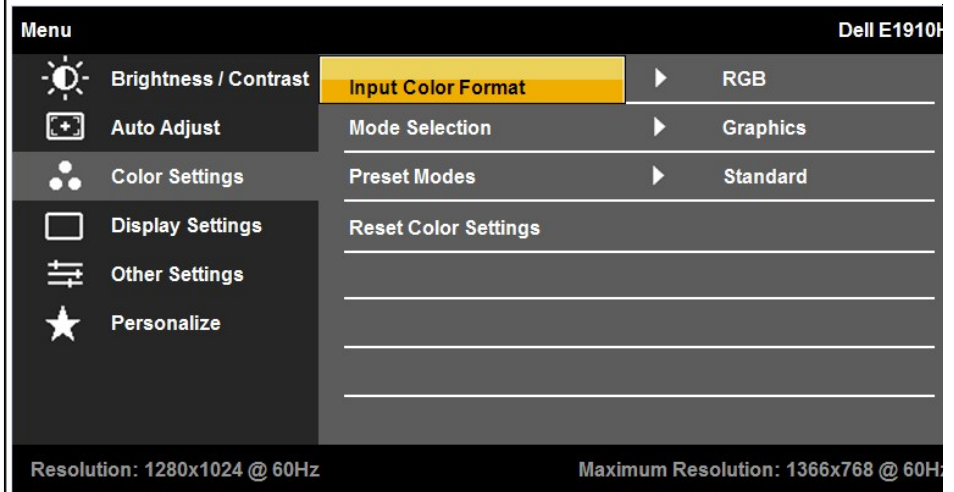 Menu Dell E1910H
Brightness / Contrast Input Color Format RGB
Auto Adjust Mode Selection Graphics
Color Settings Preset Modes Standard
Display Settings Reset Color Settings
Other Settings
Personalize
Resolution: 1280x1024 @ 60Hz Maximum Resolution: 1366x768 @ 60Hz